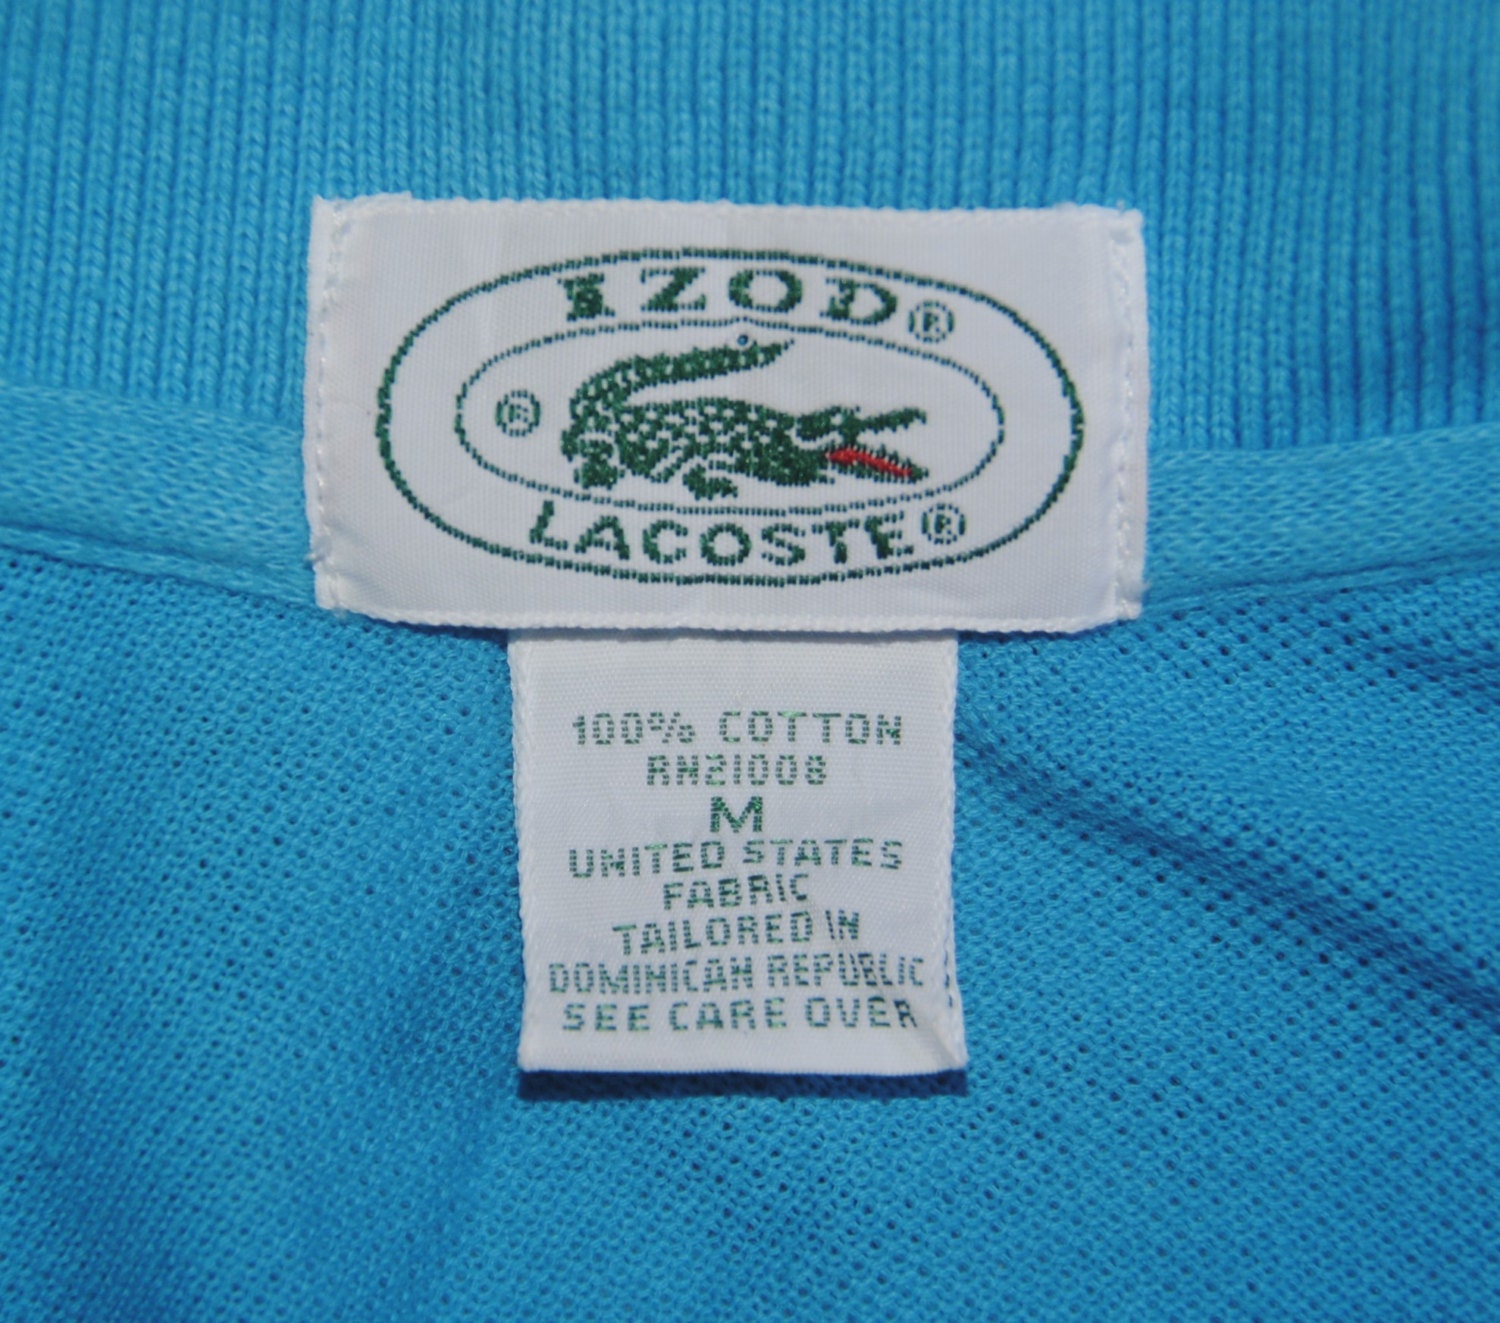 IZOD®
®
LACOSTE®
100% COTTON
RN21008
M
UNITED STATES
FABRIC
TAILORED IN
DOMINICAN REPUBLIC
SEE CARE OVER